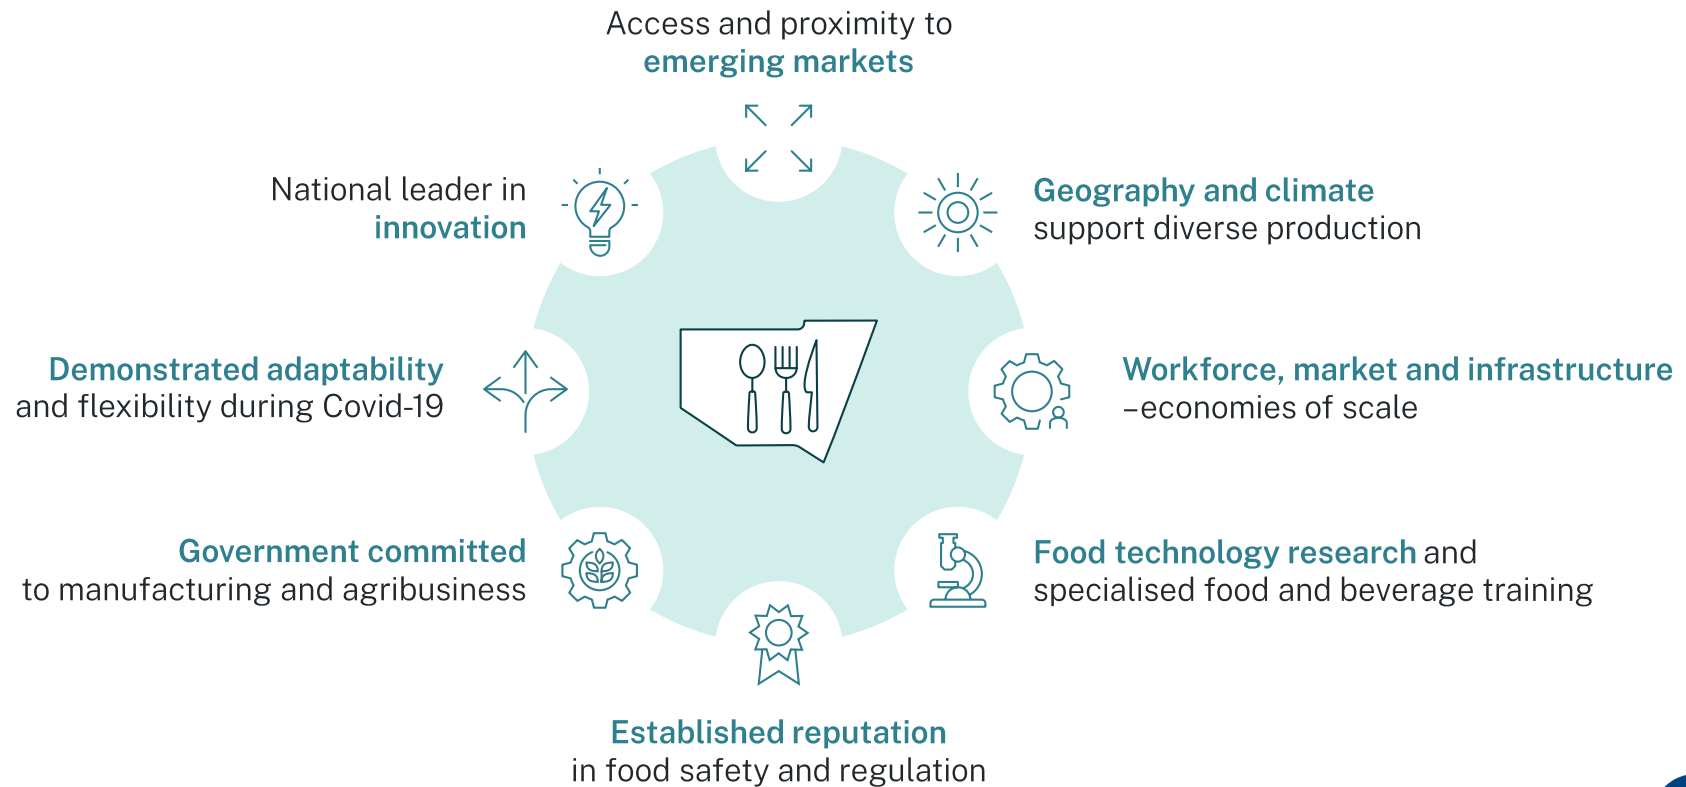 Access and proximity to
emerging markets
Geography and climate
support diverse production
Workforce, market and infrastructure
–economies of scale
Food technology research and
specialised food and beverage training
Established reputation
in food safety and regulation
Government committed
to manufacturing and agribusiness
Demonstrated adaptability
and flexibility during Covid-19
National leader in
innovation